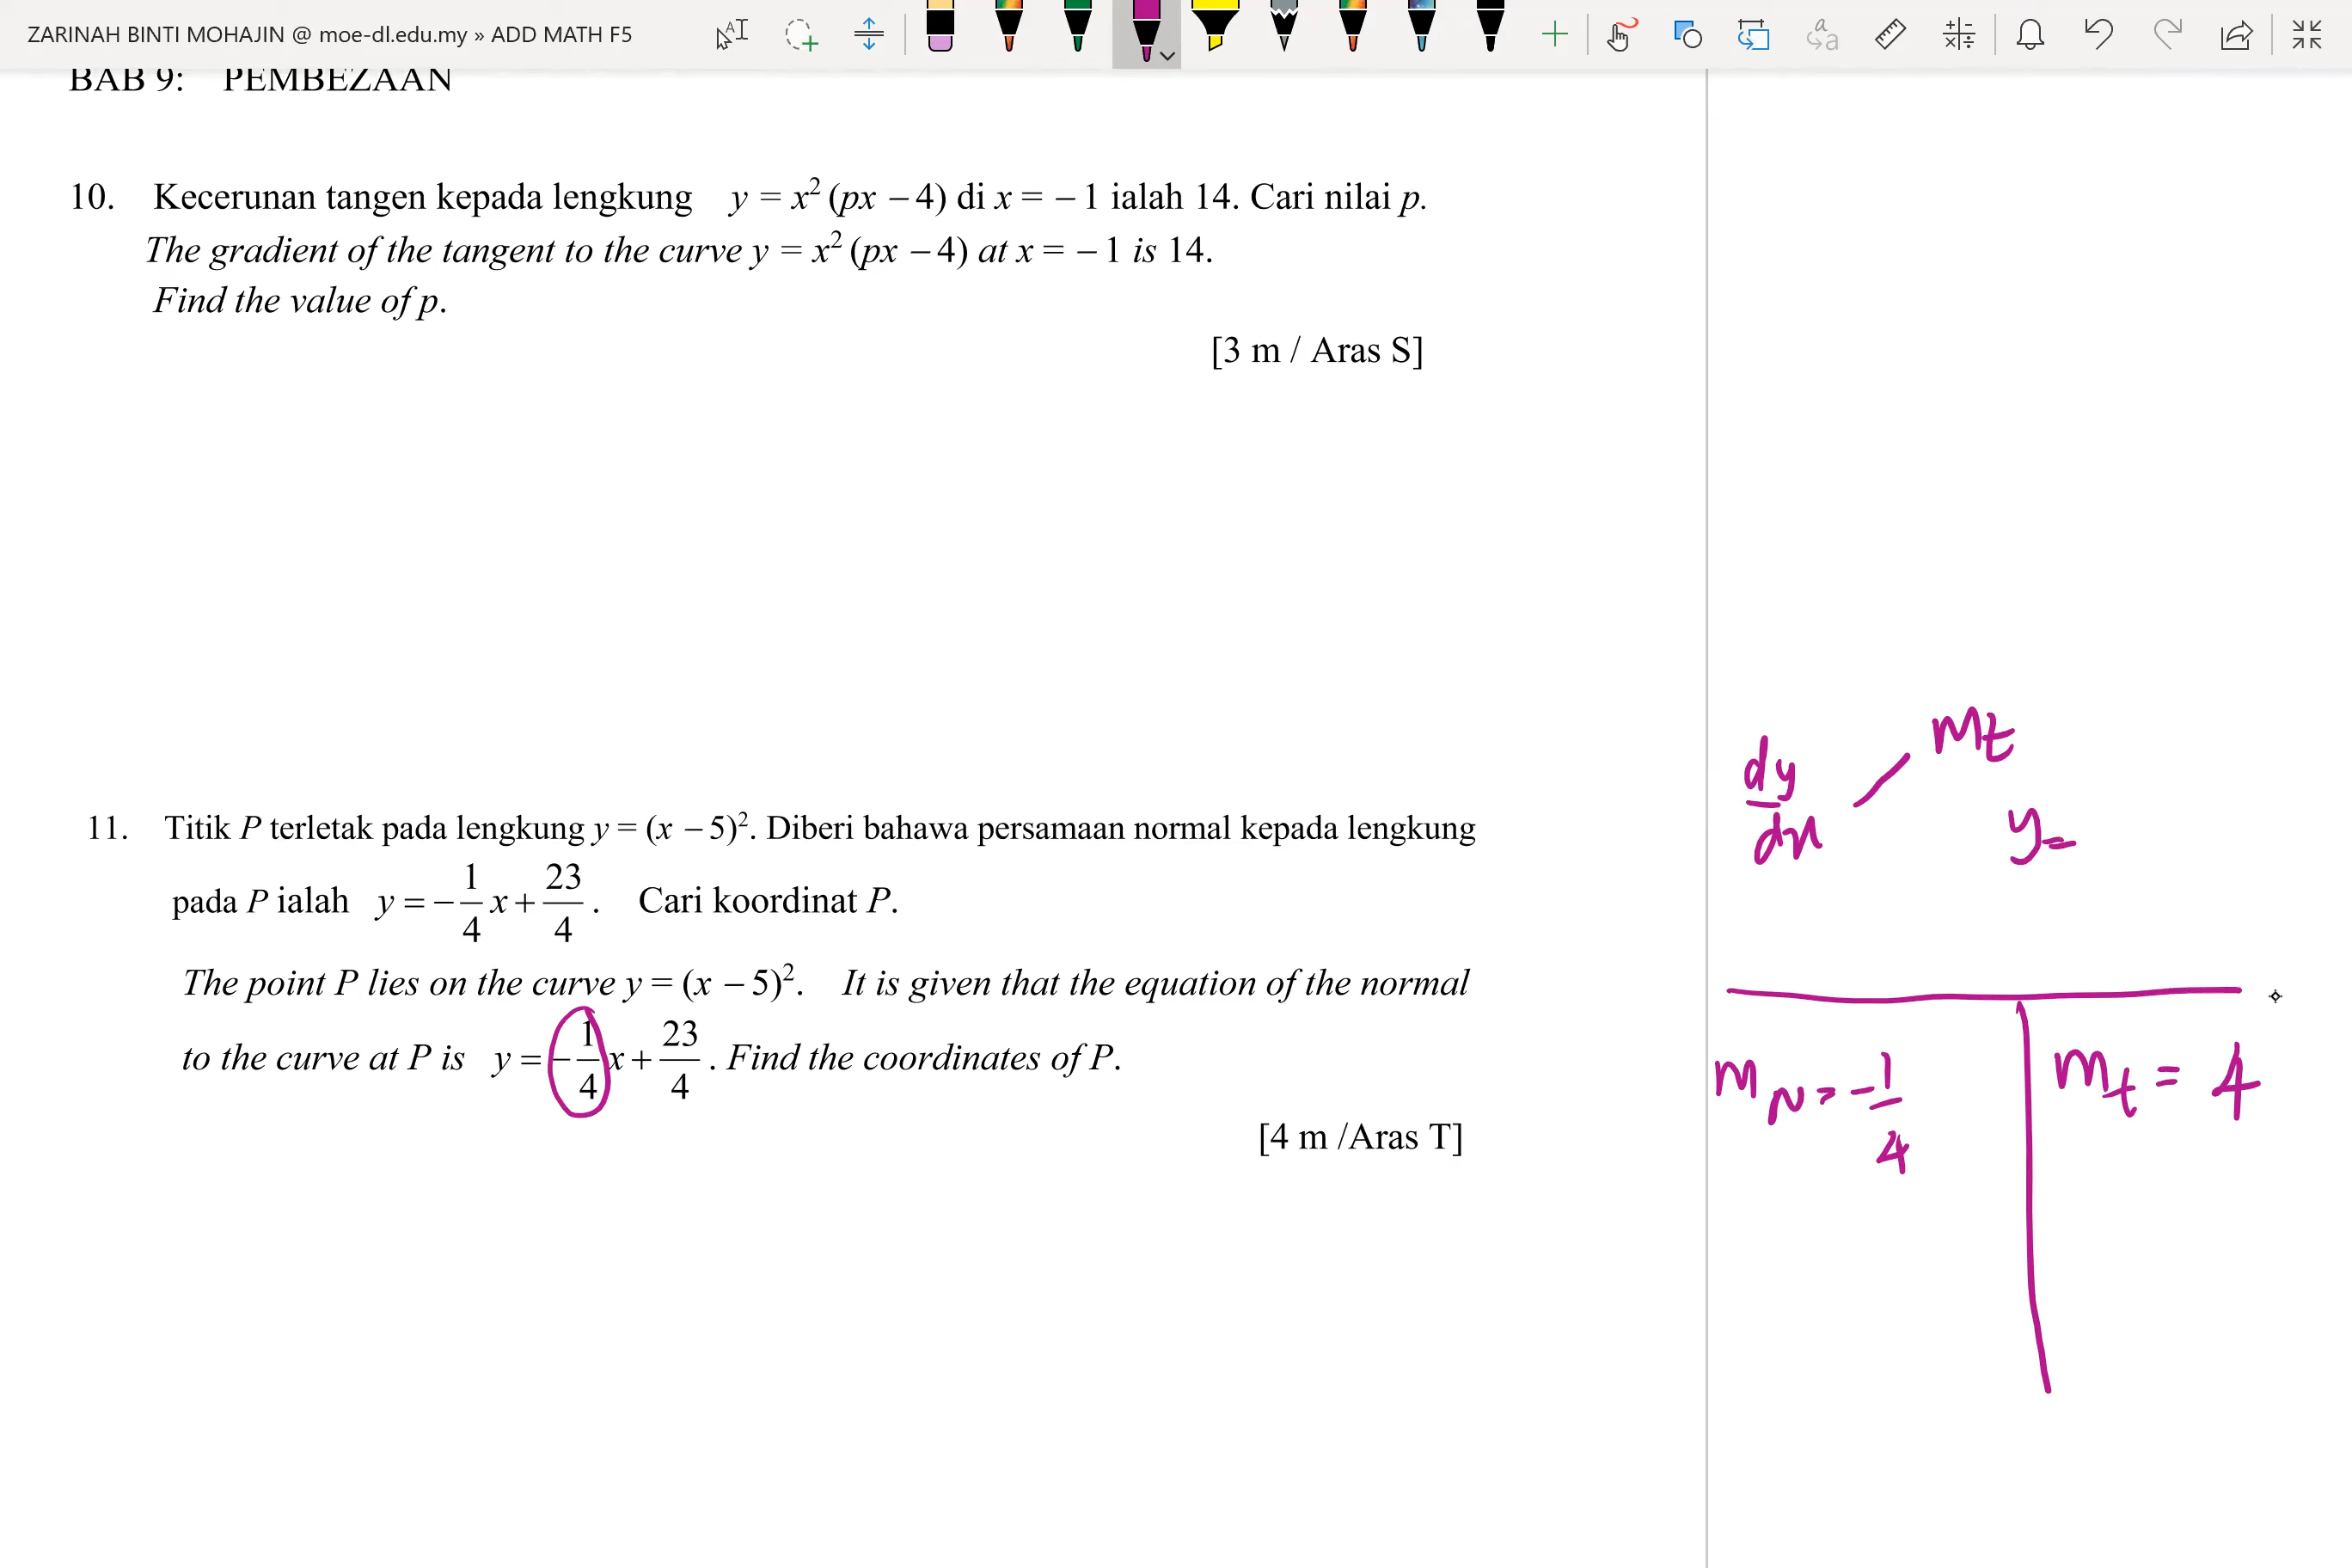 ZARINAH BINTI MOHAJIN @ moe-dl.edu.my » ADD MATH F5
BAB 9: PEMBEZAAN
10. Kecerunan tangen kepada lengkung y = x² (px − 4) di x = − 1 ialah 14. Cari nilai p.
The gradient of the tangent to the curve y = x² (px − 4) at x = − 1 is 14.
Find the value of p.
[3 m / Aras S]
11. Titik P terletak pada lengkung y = (x − 5)². Diberi bahawa persamaan normal kepada lengkung
pada P ialah y = −1/4 x + 23/4 . Cari koordinat P.
The point P lies on the curve y = (x − 5)². It is given that the equation of the normal
to the curve at P is y = −1/4 x + 23/4 . Find the coordinates of P.
[4 m /Aras T]
dy/dx
mt
y=
mN = -1/4
mt = 4